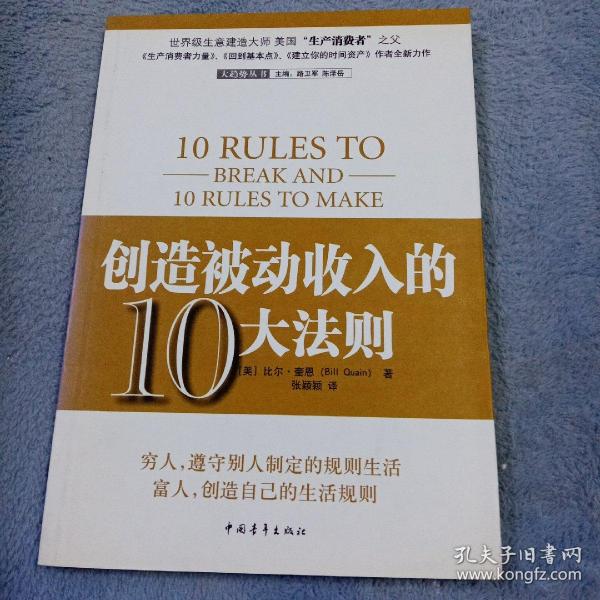 世界级生意建造大师 美国“生产消费者”之父
《生产消费者力量》、《回到基本点》、《建立你的时间资产》作者全新力作
大趋势丛书 主编：路卫军 陈泽岳
10 RULES TO
BREAK AND
10 RULES TO MAKE
创造被动收入的
10大法则
[美] 比尔·奎恩 (Bill Quain) 著
张颖颖 译
穷人，遵守别人制定的规则生活
富人，创造自己的生活规则
中国青年出版社
孔夫子旧书网
www.kongfz.com